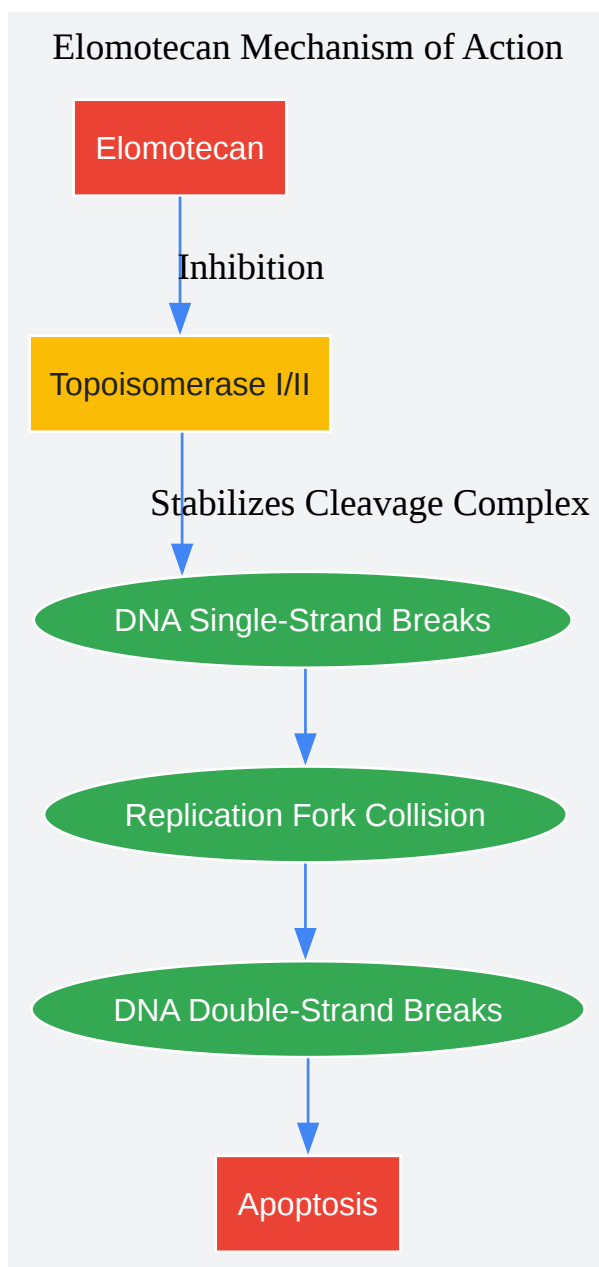 Elomotecan Mechanism of Action
Elomotecan
Inhibition
Topoisomerase I/II
Stabilizes Cleavage Complex
DNA Single-Strand Breaks
Replication Fork Collision
DNA Double-Strand Breaks
Apoptosis